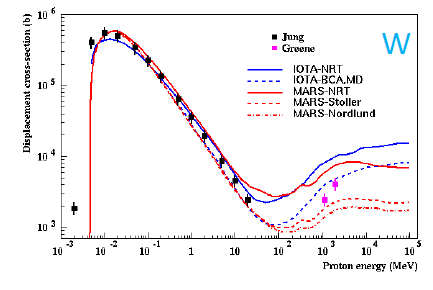 Displacement cross-section (b)
10^6
10^5
10^4
10^3
Jung
Greene
W
IOTA-NRT
IOTA-BCA,MD
MARS-NRT
MARS-Stoller
MARS-Nordlund
10^-3 10^-2 10^-1 1 10 10^2 10^3 10^4 10^5
Proton energy (MeV)